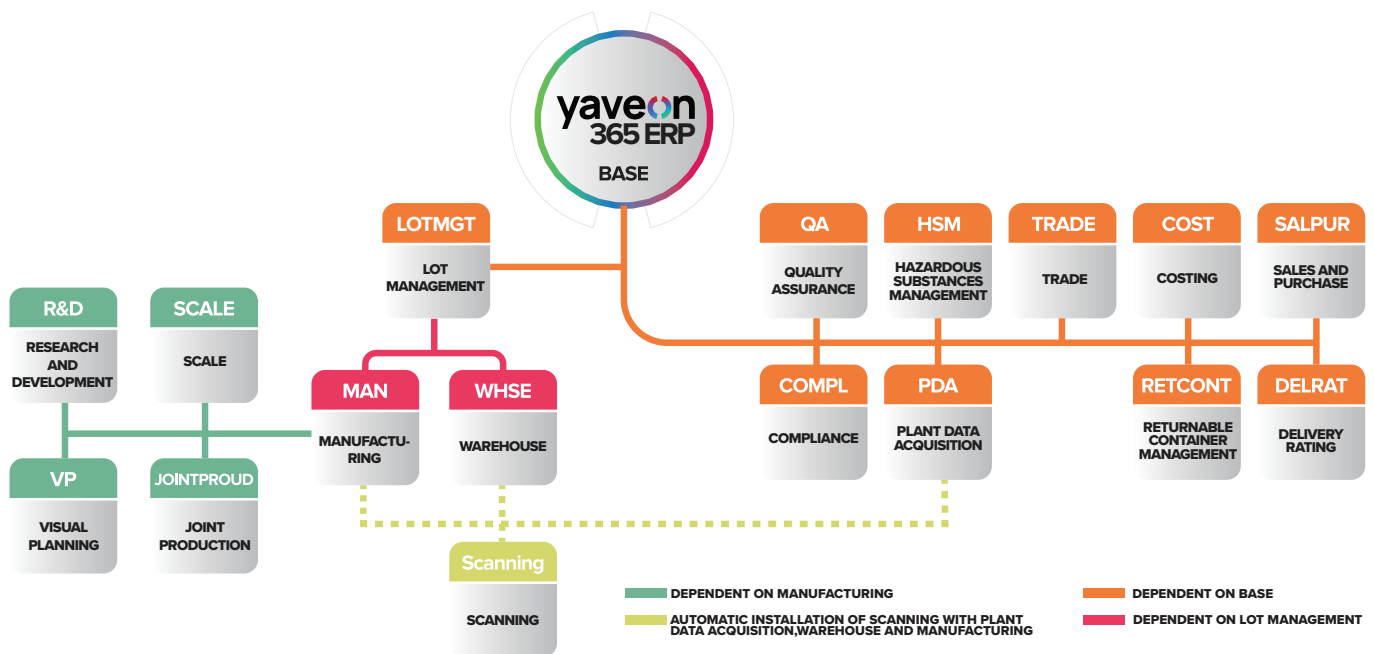 yaveon
365 ERP
BASE
LOTMGT
LOT
MANAGEMENT
QA
QUALITY
ASSURANCE
HSM
HAZARDOUS
SUBSTANCES
MANAGEMENT
TRADE
TRADE
COST
COSTING
SALPUR
SALES AND
PURCHASE
R&D
RESEARCH
AND
DEVELOPMENT
SCALE
SCALE
MAN
MANUFACTU-
RING
WHSE
WAREHOUSE
COMPL
COMPLIANCE
PDA
PLANT DATA
ACQUISITION
RETCONT
RETURNABLE
CONTAINER
MANAGEMENT
DELRAT
DELIVERY
RATING
VP
VISUAL
PLANNING
JOINTPROUD
JOINT
PRODUCTION
Scanning
SCANNING
DEPENDENT ON MANUFACTURING
AUTOMATIC INSTALLATION OF SCANNING WITH PLANT
DATA ACQUISITION,WAREHOUSE AND MANUFACTURING
DEPENDENT ON BASE
DEPENDENT ON LOT MANAGEMENT